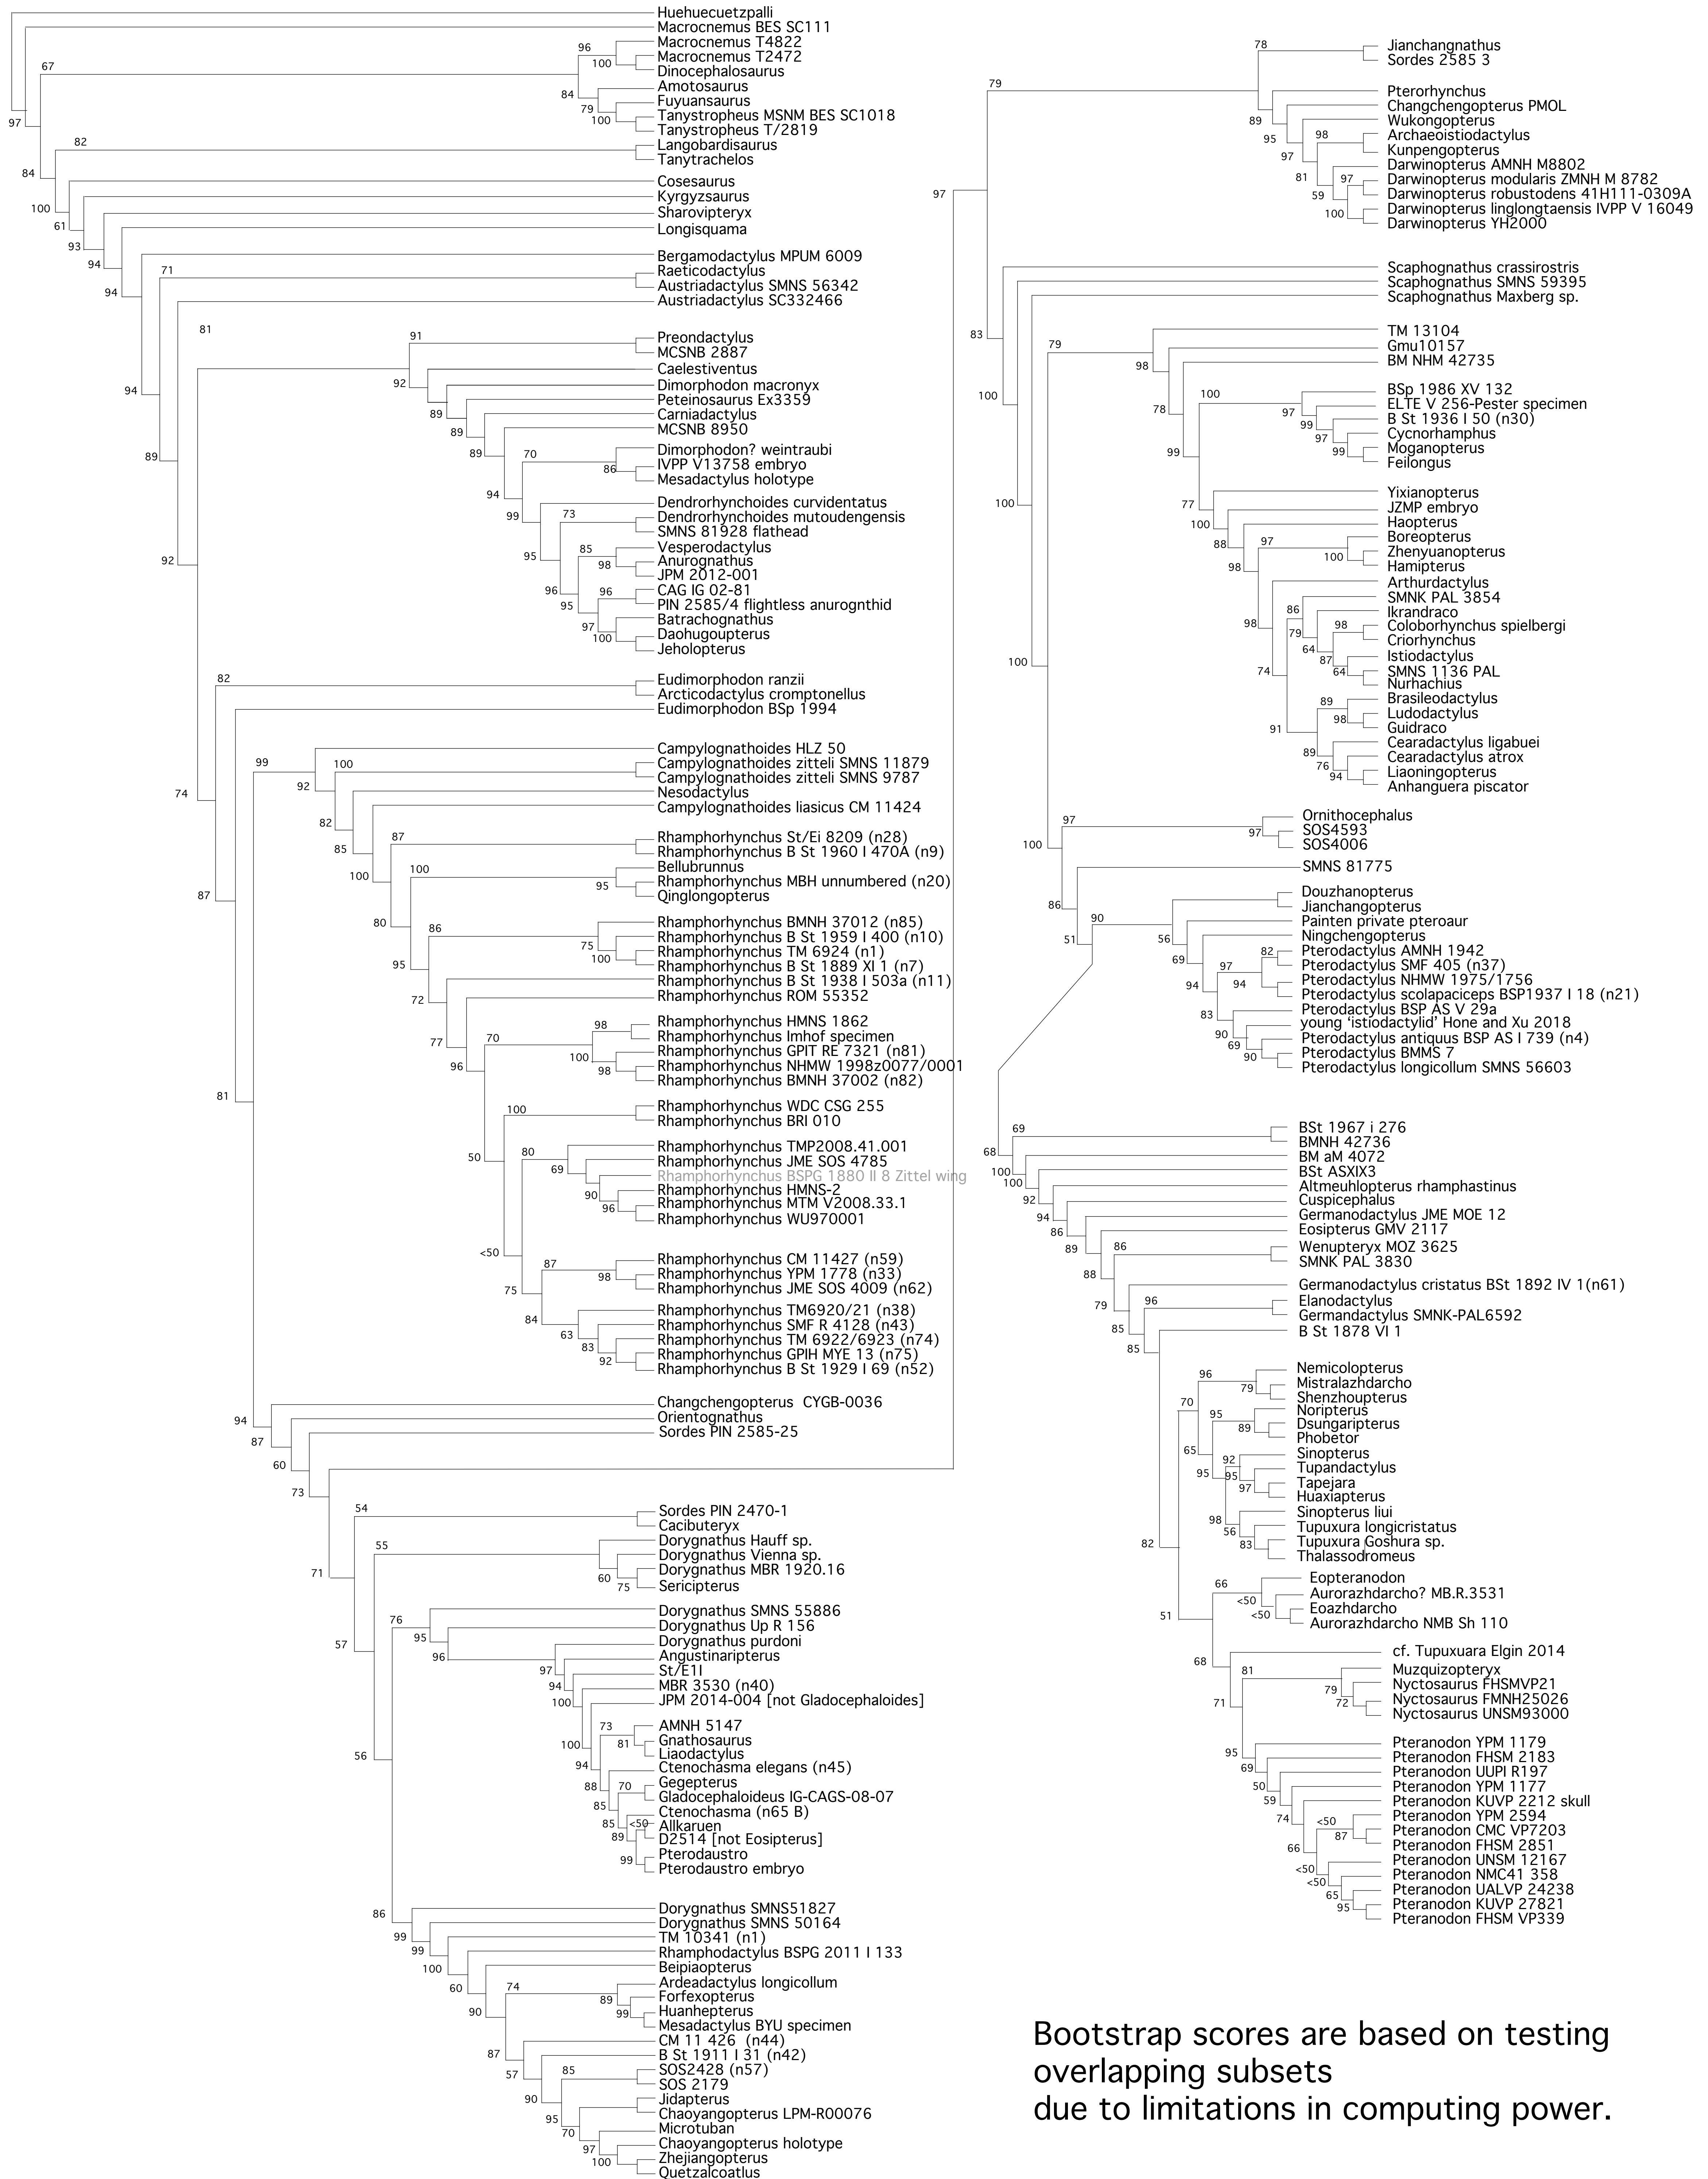 Huehuecuetzpalli
Macrocnemus BES SC111
Macrocnemus T4822
Macrocnemus T2472
Dinocephalosaurus
Amotosaurus
Fuyuansaurus
Tanystropheus MSNM BES SC1018
Tanystropheus T/2819
Langobardisaurus
Tanytrachelos
Cosesaurus
Kyrgyzsaurus
Sharovipteryx
Longisquama
Bergamodactylus MPUM 6009
Raeticodactylus
Austriadactylus SMNS 56342
Austriadactylus SC332466
Preondactylus
MCSNB 2887
Caelestiventus
Dimorphodon macronyx
Peteinosaurus Ex3359
Carniadactylus
MCSNB 8950
Dimorphodon? weintraubi
IVPP V13758 embryo
Mesadactylus holotype
Dendrorhynchoides curvidentatus
Dendrorhynchoides mutoudengensis
SMNS 81928 flathead
Vesperodactylus
Anurognathus
JPM 2012-001
CAG IG 02-81
PIN 2585/4 flightless anurognthid
Batrachognathus
Daohugoupterus
Jeholopterus
Eudimorphodon ranzii
Arcticodactylus cromptonellus
Eudimorphodon BSp 1994
Campylognathoides HLZ 50
Campylognathoides zitteli SMNS 11879
Campylognathoides zitteli SMNS 9787
Nesodactylus
Campylognathoides liasicus CM 11424
Rhamphorhynchus St/Ei 8209 (n28)
Rhamphorhynchus B St 1960 I 470A (n9)
Bellubrunnus
Rhamphorhynchus MBH unnumbered (n20)
Qinglongopterus
Rhamphorhynchus BMNH 37012 (n85)
Rhamphorhynchus B St 1959 I 400 (n10)
Rhamphorhynchus TM 6924 (n1)
Rhamphorhynchus B St 1889 XI 1 (n7)
Rhamphorhynchus B St 1938 I 503a (n11)
Rhamphorhynchus ROM 55352
Rhamphorhynchus HMNS 1862
Rhamphorhynchus Imhof specimen
Rhamphorhynchus GPIT RE 7321 (n81)
Rhamphorhynchus NHMW 1998z0077/0001
Rhamphorhynchus BMNH 37002 (n82)
Rhamphorhynchus WDC CSG 255
Rhamphorhynchus BRI 010
Rhamphorhynchus TMP2008.41.001
Rhamphorhynchus JME SOS 4785
Rhamphorhynchus BSPG 1880 II 8 Zittel wing
Rhamphorhynchus HMNS-2
Rhamphorhynchus MTM V2008.33.1
Rhamphorhynchus WU970001
Rhamphorhynchus CM 11427 (n59)
Rhamphorhynchus YPM 1778 (n33)
Rhamphorhynchus JME SOS 4009 (n62)
Rhamphorhynchus TM6920/21 (n38)
Rhamphorhynchus SMF R 4128 (n43)
Rhamphorhynchus TM 6922/6923 (n74)
Rhamphorhynchus GPIH MYE 13 (n75)
Rhamphorhynchus B St 1929 I 69 (n52)
Changchengopterus CYGB-0036
Orientognathus
Sordes PIN 2585-25
Sordes PIN 2470-1
Cacibuteryx
Dorygnathus Hauff sp.
Dorygnathus Vienna sp.
Dorygnathus MBR 1920.16
Sericipterus
Dorygnathus SMNS 55886
Dorygnathus Up R 156
Dorygnathus purdoni
Angustinaripterus
St/E1I
MBR 3530 (n40)
JPM 2014-004 [not Gladocephaloides]
AMNH 5147
Gnathosaurus
Liaodactylus
Ctenochasma elegans (n45)
Gegepterus
Gladocephaloideus IG-CAGS-08-07
Ctenochasma (n65 B)
Allkaruen
D2514 [not Eosipterus]
Pterodaustro
Pterodaustro embryo
Dorygnathus SMNS51827
Dorygnathus SMNS 50164
TM 10341 (n1)
Rhamphodactylus BSPG 2011 I 133
Beipiaopterus
Ardeadactylus longicollum
Forfexopterus
Huanhepterus
Mesadactylus BYU specimen
CM 11 426 (n44)
B St 1911 I 31 (n42)
SOS2428 (n57)
SOS 2179
Jidapterus
Chaoyangopterus LPM-R00076
Microtuban
Chaoyangopterus holotype
Zhejiangopterus
Quetzalcoatlus
Jianchangnathus
Sordes 2585 3
Pterorhynchus
Changchengopterus PMOL
Wukongopterus
Archaeoistiodactylus
Kunpengopterus
Darwinopterus AMNH M8802
Darwinopterus modularis ZMNH M 8782
Darwinopterus robustodens 41H111-0309A
Darwinopterus linglongtaensis IVPP V 16049
Darwinopterus YH2000
Scaphognathus crassirostris
Scaphognathus SMNS 59395
Scaphognathus Maxberg sp.
TM 13104
Gmu10157
BM NHM 42735
BSp 1986 XV 132
ELTE V 256-Pester specimen
B St 1936 I 50 (n30)
Cycnorhamphus
Moganopterus
Feilongus
Yixianopterus
JZMP embryo
Haopterus
Boreopterus
Zhenyuanopterus
Hamipterus
Arthurdactylus
SMNK PAL 3854
Ikrandraco
Coloborhynchus spielbergi
Criorhynchus
Istiodactylus
SMNS 1136 PAL
Nurhachius
Brasileodactylus
Ludodactylus
Guidraco
Cearadactylus ligabuei
Cearadactylus atrox
Liaoningopterus
Anhanguera piscator
Ornithocephalus
SOS4593
SOS4006
SMNS 81775
Douzhanopterus
Jianchangopterus
Painten private pteroaur
Ningchengopterus
Pterodactylus AMNH 1942
Pterodactylus SMF 405 (n37)
Pterodactylus NHMW 1975/1756
Pterodactylus scolapaciceps BSP1937 I 18 (n21)
Pterodactylus BSP AS V 29a
young ‘istiodactylid’ Hone and Xu 2018
Pterodactylus antiquus BSP AS I 739 (n4)
Pterodactylus BMMS 7
Pterodactylus longicollum SMNS 56603
BSt 1967 i 276
BMNH 42736
BM aM 4072
BSt ASXIX3
Altmeuhlopterus rhamphastinus
Cuspicephalus
Germanodactylus JME MOE 12
Eosipterus GMV 2117
Wenupteryx MOZ 3625
SMNK PAL 3830
Germanodactylus cristatus BSt 1892 IV 1(n61)
Elanodactylus
Germandactylus SMNK-PAL6592
B St 1878 VI 1
Nemicolopterus
Mistralazhdarcho
Shenzhoupterus
Noripterus
Dsungaripterus
Phobetor
Sinopterus
Tupandactylus
Tapejara
Huaxiapterus
Sinopterus liui
Tupuxura longicristatus
Tupuxura Goshura sp.
Thalassodromeus
Eopteranodon
Aurorazhdarcho? MB.R.3531
Eoazhdarcho
Aurorazhdarcho NMB Sh 110
cf. Tupuxuara Elgin 2014
Muzquizopteryx
Nyctosaurus FHSMVP21
Nyctosaurus FMNH25026
Nyctosaurus UNSM93000
Pteranodon YPM 1179
Pteranodon FHSM 2183
Pteranodon UUPI R197
Pteranodon YPM 1177
Pteranodon KUVP 2212 skull
Pteranodon YPM 2594
Pteranodon CMC VP7203
Pteranodon FHSM 2851
Pteranodon UNSM 12167
Pteranodon NMC41 358
Pteranodon UALVP 24238
Pteranodon KUVP 27821
Pteranodon FHSM VP339
Bootstrap scores are based on testing
overlapping subsets
due to limitations in computing power.